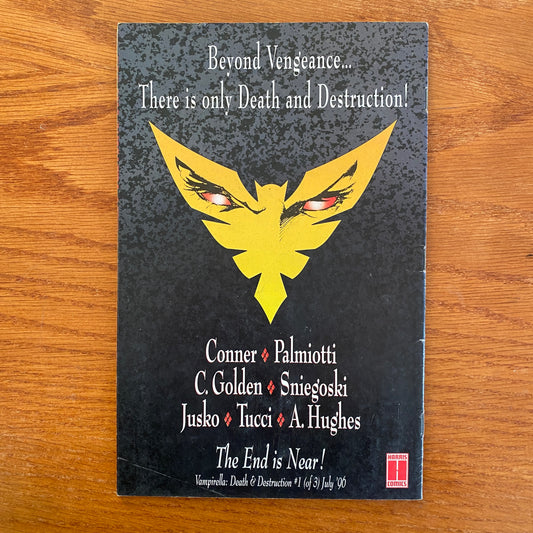 Beyond Vengeance...
There is only Death and Destruction!
Conner ♦ Palmiotti
C. Golden ♦ Sniegoski
Jusko ♦ Tucci ♦ A. Hughes
The End is Near!
Vampirella: Death & Destruction #1 (of 3) July '96
HARRIS
H
COMICS